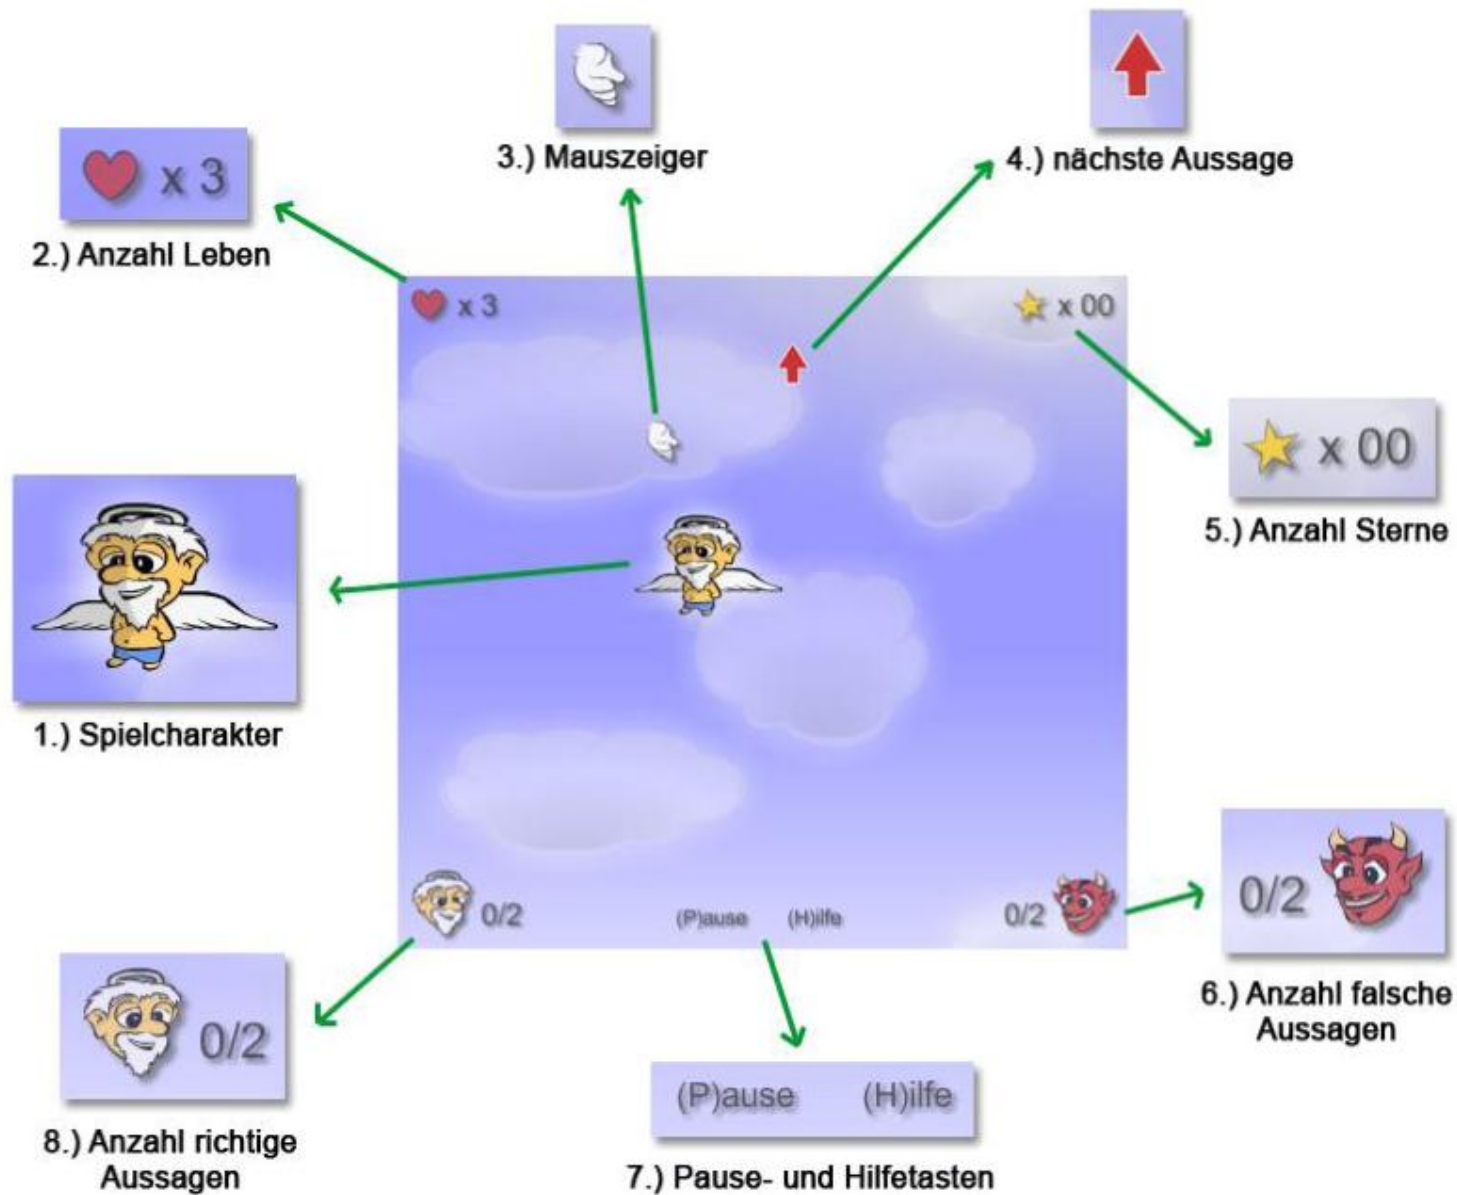 3.) Mauszeiger
4.) nächste Aussage
x 3
2.) Anzahl Leben
x 3
x 00
x 00
5.) Anzahl Sterne
1.) Spielcharakter
0/2
(P)ause (H)ilfe
0/2
0/2
6.) Anzahl falsche
Aussagen
0/2
8.) Anzahl richtige
Aussagen
(P)ause (H)ilfe
7.) Pause- und Hilfetasten